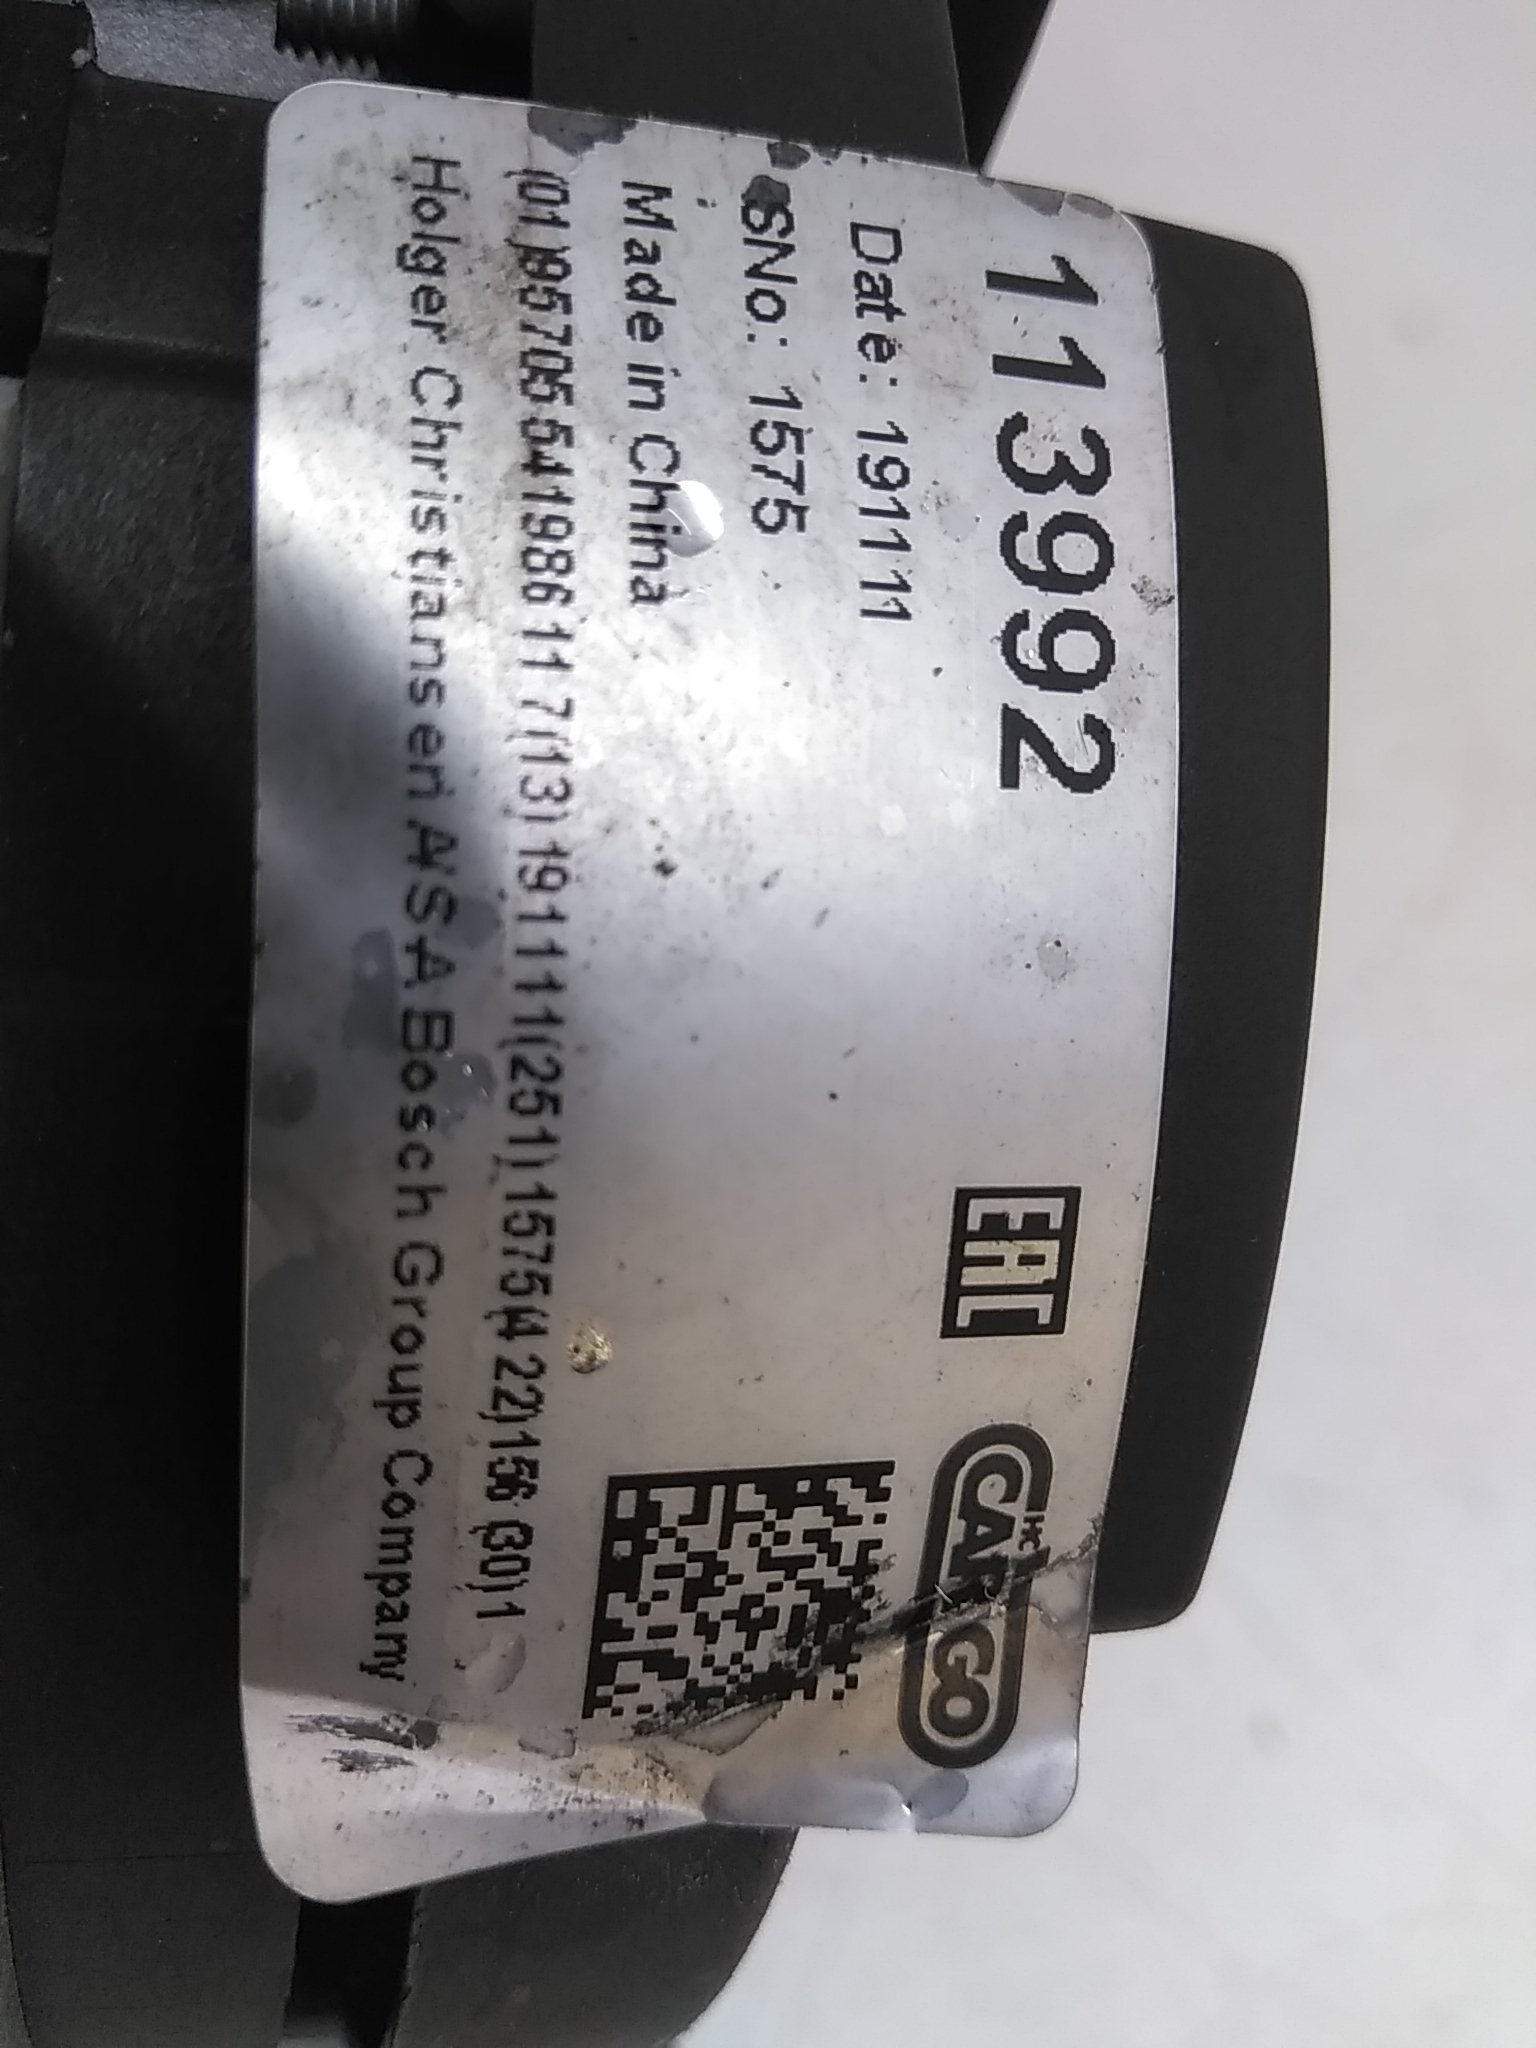 113992
EAC
HC
CARGO
Date: 191111
SNo: 1575
Made in China
(01)05705541986117(13)191111(251)1575(422)156(30)1
Holger Christiansen A/S A Bosch Group Company